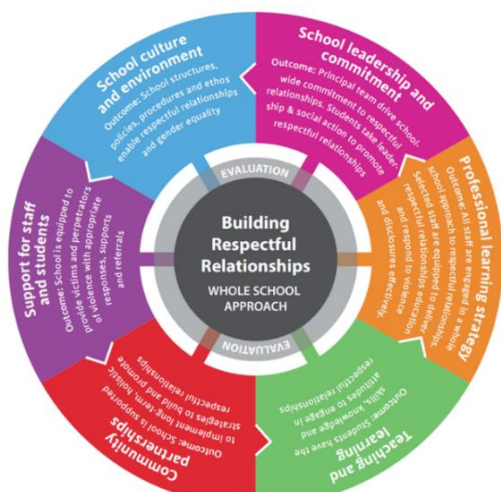 Building
Respectful
Relationships
WHOLE SCHOOL
APPROACH
EVALUATION
EVALUATION
School leadership and
commitment
Outcome: Principal team drive school-
wide commitment to respectful
relationships. Students take leader-
ship & social action to promote
respectful relationships
Professional learning strategy
Outcome: All staff are engaged in a whole
school approach to respectful relationships.
Selected staff are equipped to deliver
respectful relationships education
and respond to violence
and disclosures effectively
Teaching and
learning
Outcome: Students have the
skills, knowledge and
attitudes to engage in
respectful relationships
Community
partnerships
Outcome: School is supported
to implement long-term, holistic
strategies to build and promote
respectful relationships
Support for staff
and students
Outcome: School is equipped to
provide victims and perpetrators
of violence with appropriate
responses, supports
and referrals
School culture
and environment
Outcome: School structures,
policies, procedures and ethos
enable respectful relationships
and gender equality